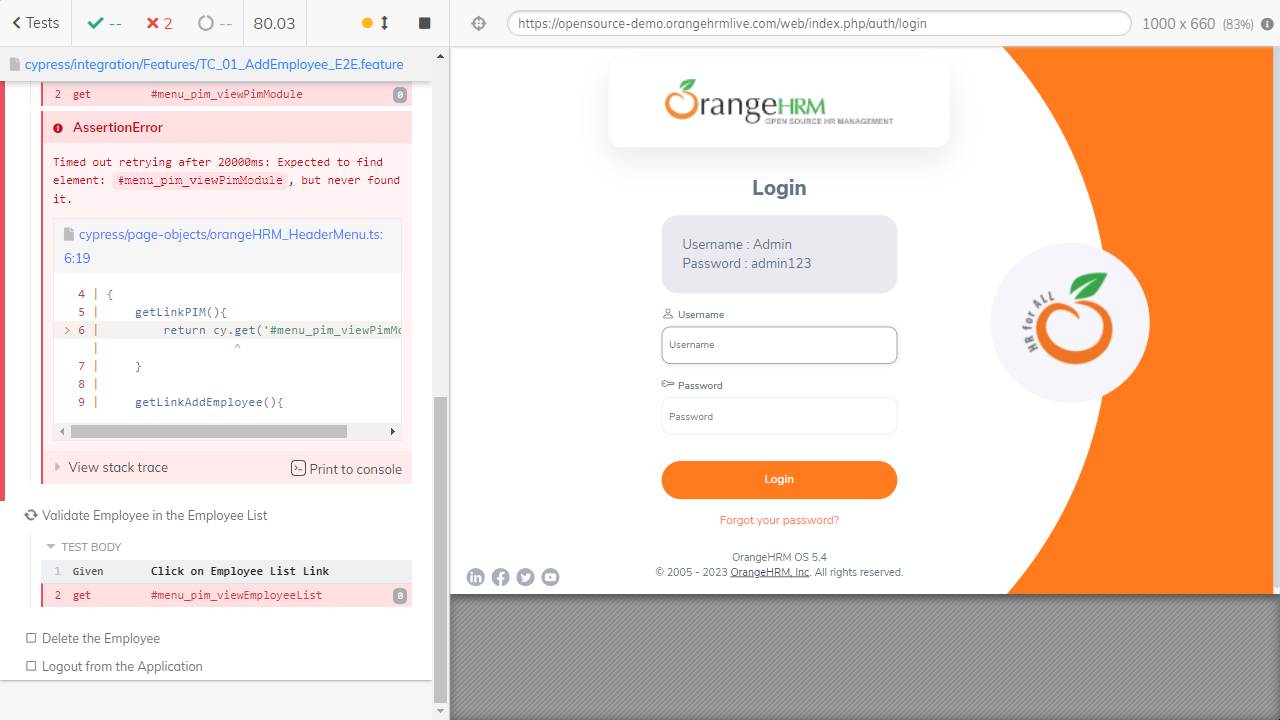 Tests
--
2
--
80.03
cypress/integration/Features/TC_01_AddEmployee_E2E.feature
2 get #menu_pim_viewPimModule 0
AssertionError
Timed out retrying after 20000ms: Expected to find
element: #menu_pim_viewPimModule, but never found
it.
cypress/page-objects/orangeHRM_HeaderMenu.ts:
6:19
4 | {
5 |     getLinkPIM(){
> 6 |         return cy.get('#menu_pim_viewPimMo
|                   ^
7 |     }
8 |
9 |     getLinkAddEmployee(){
View stack trace
Print to console
Validate Employee in the Employee List
TEST BODY
1 Given Click on Employee List Link
2 get #menu_pim_viewEmployeeList 0
Delete the Employee
Logout from the Application
https://opensource-demo.orangehrmlive.com/web/index.php/auth/login
1000 x 660 (83%)
OrangeHRM
OPEN SOURCE HR MANAGEMENT
Login
Username : Admin
Password : admin123
Username
Username
Password
Password
Login
Forgot your password?
OrangeHRM OS 5.4
© 2005 - 2023 OrangeHRM, Inc. All rights reserved.
HR for ALL